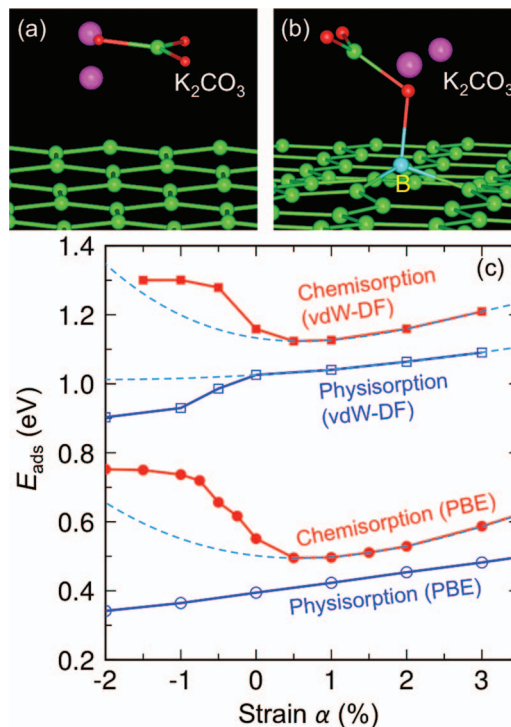 (a)
K₂CO₃
(b)
K₂CO₃
B
(c)
1.4
1.2
1.0
0.8
0.6
0.4
0.2
E_ads (eV)
Chemisorption
(vdW-DF)
Physisorption
(vdW-DF)
Chemisorption (PBE)
Physisorption (PBE)
-2 -1 0 1 2 3
Strain α (%)